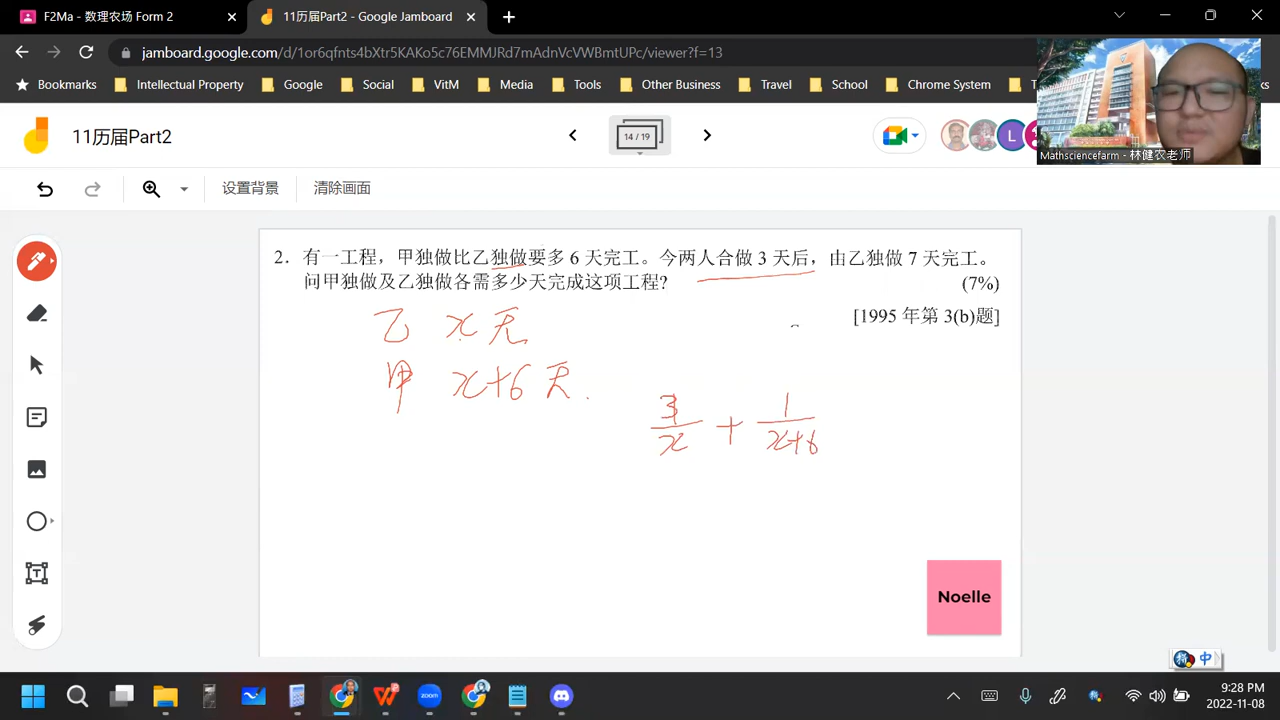 F2Ma - 数理农场 Form 2
11历届Part2 - Google Jamboard
jamboard.google.com/d/1or6qfnts4bXtr5KAKo5r76FLMMJRd7mydnVcVWBmtUPc/viewer?f=13
Bookmarks Intellectual Property Google VitM Media Tools Other Business Travel School Chrome System
Mathsciencefarm - 林健农老师
11历届Part2
14 / 19
L
设置背景 清除画面
2. 有一工程，甲独做比乙独做要多 6 天完工。今两人合做 3 天后，由乙独做 7 天完工。
问甲独做及乙独做各需多少天完成这项工程? (7%)
[1995 年第 3(b)题]
乙 x 天
甲 x+6 天
3/x + 1/x+6
Noelle
中
zoom
9:28 PM
2022-11-08